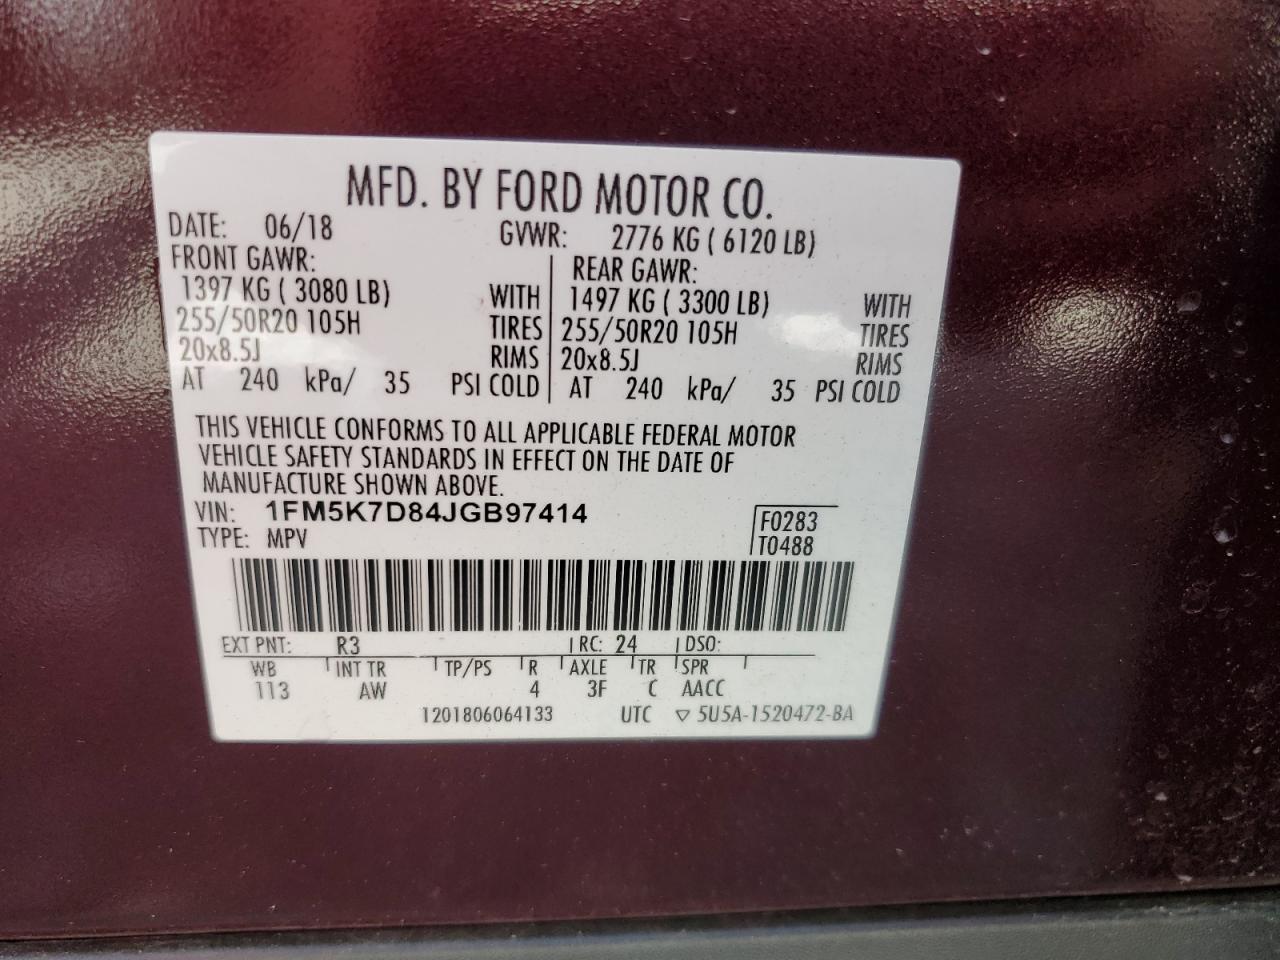 MFD. BY FORD MOTOR CO.
DATE: 06/18 GVWR: 2776 KG ( 6120 LB)
FRONT GAWR: REAR GAWR:
1397 KG ( 3080 LB) WITH 1497 KG ( 3300 LB) WITH
255/50R20 105H TIRES 255/50R20 105H TIRES
20x8.5J RIMS 20x8.5J RIMS
AT 240 kPa/ 35 PSI COLD AT 240 kPa/ 35 PSI COLD
THIS VEHICLE CONFORMS TO ALL APPLICABLE FEDERAL MOTOR
VEHICLE SAFETY STANDARDS IN EFFECT ON THE DATE OF
MANUFACTURE SHOWN ABOVE.
VIN: 1FM5K7D84JGB97414 F0283
TYPE: MPV T0488
EXT PNT: R3 RC: 24 DSO:
WB INT TR TP/PS R AXLE TR SPR
113 AW 4 3F C AACC
1201806064133 UTC ▽ 5U5A-1520472-BA